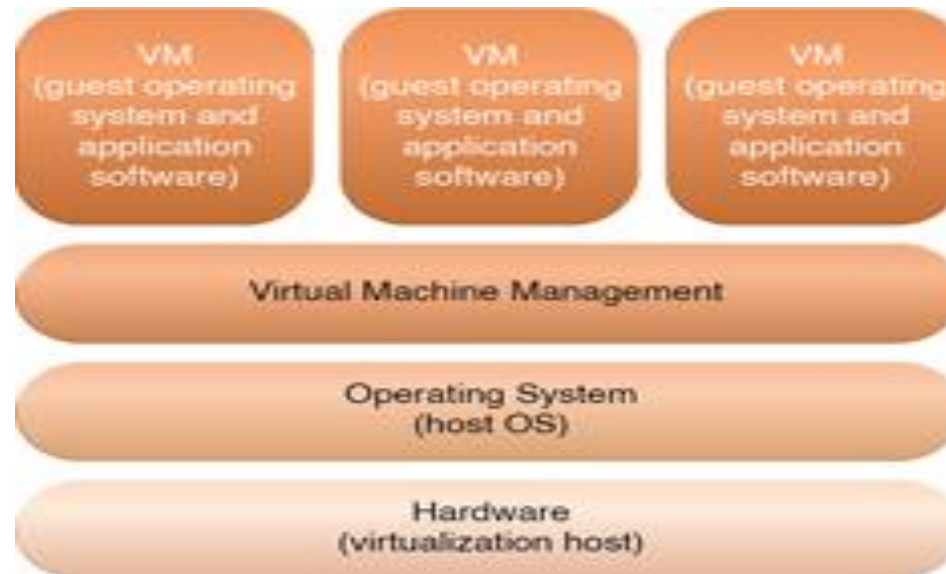 VM
(guest operating
system and
application
software)
VM
(guest operating
system and
application
software)
VM
(guest operating
system and
application
software)
Virtual Machine Management
Operating System
(host OS)
Hardware
(virtualization host)